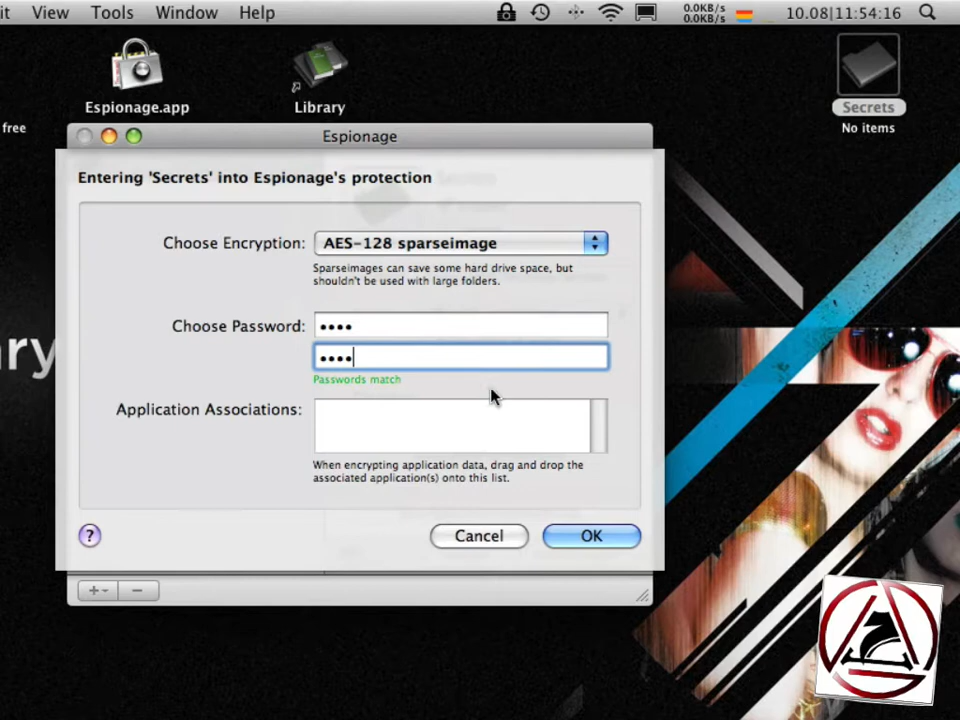 it View Tools Window Help 0.0KB/s 10.08|11:54:16
0.0KB/s
Espionage.app Library Secrets
free No items
Espionage
Entering 'Secrets' into Espionage's protection
Choose Encryption: AES-128 sparseimage
Sparseimages can save some hard drive space, but
shouldn't be used with large folders.
Choose Password: ••••
••••
Passwords match
Application Associations:
When encrypting application data, drag and drop the
associated application(s) onto this list.
? Cancel OK
ary